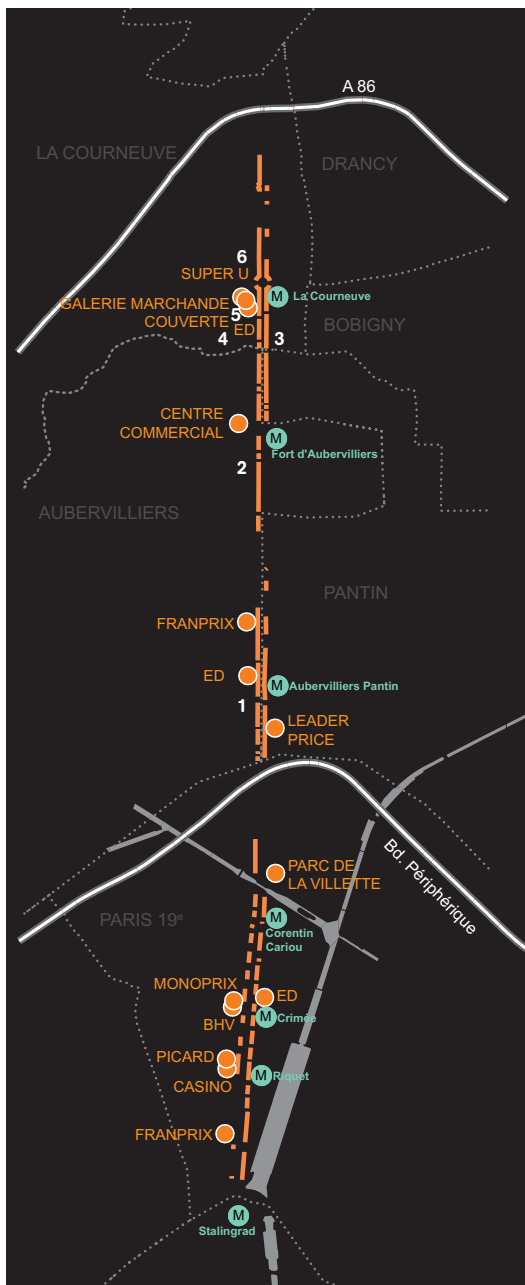 A 86
LA COURNEUVE
DRANCY
6
SUPER U
M
La Courneuve
GALERIE MARCHANDE
COUVERTE
5
ED
4
3
BOBIGNY
CENTRE
COMMERCIAL
M
Fort d'Aubervilliers
2
AUBERVILLIERS
PANTIN
FRANPRIX
ED
M
Aubervilliers Pantin
1
LEADER
PRICE
Bd. Périphérique
PARC DE
LA VILLETTE
PARIS 19e
M
Corentin
Cariou
MONOPRIX
ED
BHV
M
Crimée
PICARD
CASINO
M
Riquet
FRANPRIX
M
Stalingrad